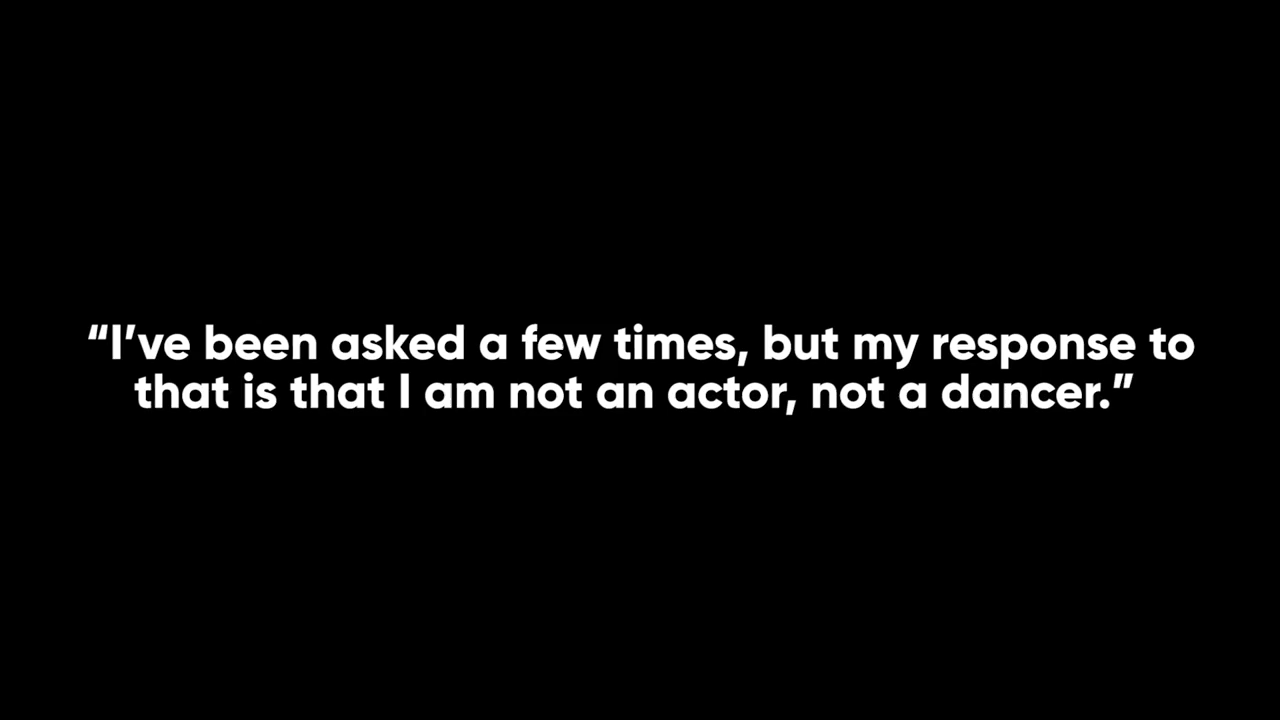 “I’ve been asked a few times, but my response to
that is that I am not an actor, not a dancer.”